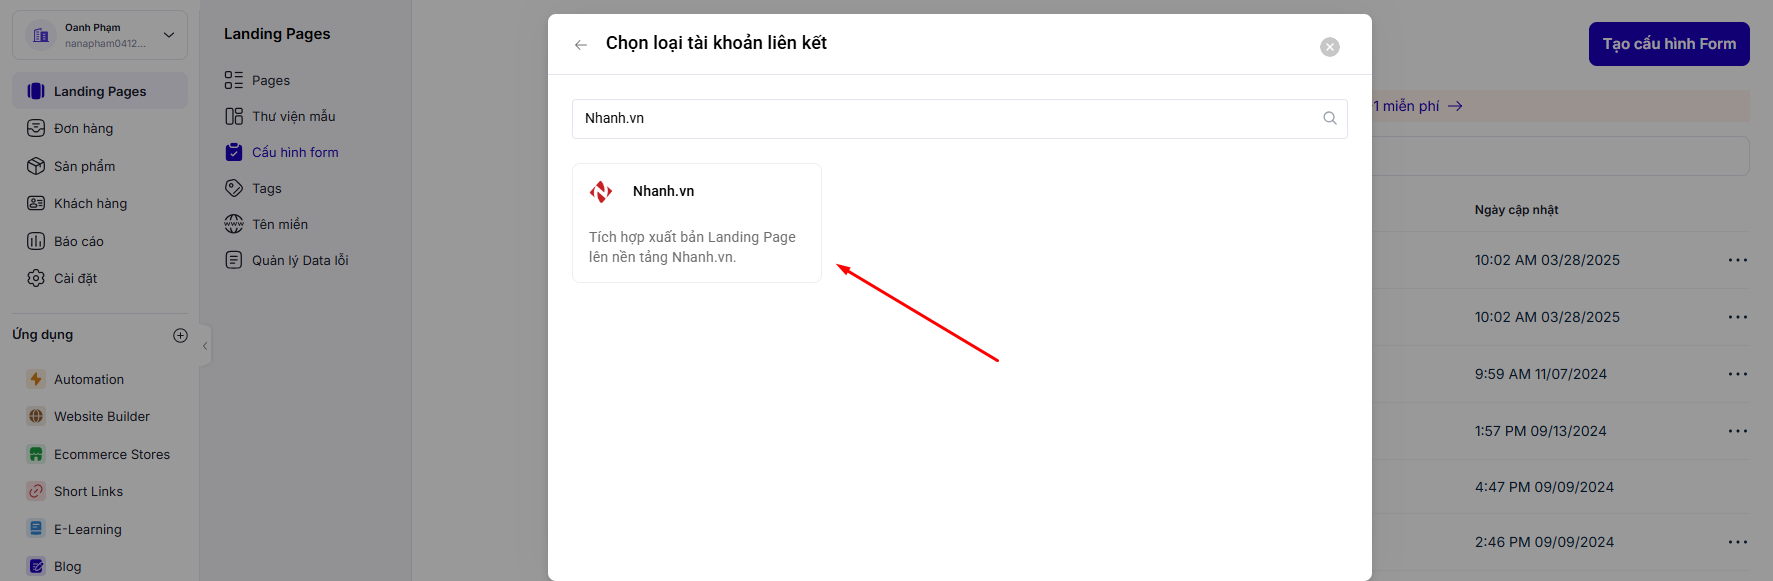 Oanh Phạm
nanapham0412...
Landing Pages
Đơn hàng
Sản phẩm
Khách hàng
Báo cáo
Cài đặt
Ứng dụng
Automation
Website Builder
Ecommerce Stores
Short Links
E-Learning
Blog
Landing Pages
Pages
Thư viện mẫu
Cấu hình form
Tags
Tên miền
Quản lý Data lỗi
Chọn loại tài khoản liên kết
Nhanh.vn
Nhanh.vn
Tích hợp xuất bản Landing Page
lên nền tảng Nhanh.vn.
Tạo cấu hình Form
1 miễn phí
Ngày cập nhật
10:02 AM 03/28/2025
10:02 AM 03/28/2025
9:59 AM 11/07/2024
1:57 PM 09/13/2024
4:47 PM 09/09/2024
2:46 PM 09/09/2024